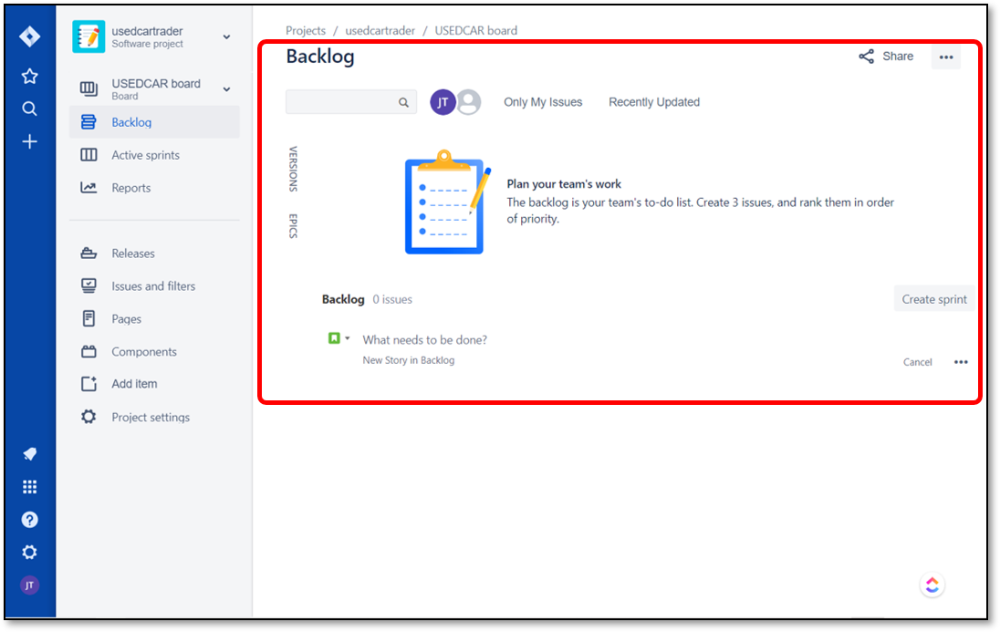 usedcartrader
Software project
USEDCAR board
Board
Backlog
Active sprints
Reports
Releases
Issues and filters
Pages
Components
Add item
Project settings
JT
Projects / usedcartrader / USEDCAR board
Backlog
Share
JT
Only My Issues
Recently Updated
VERSIONS
EPICS
Plan your team's work
The backlog is your team's to-do list. Create 3 issues, and rank them in order
of priority.
Backlog 0 issues
Create sprint
What needs to be done?
New Story in Backlog
Cancel